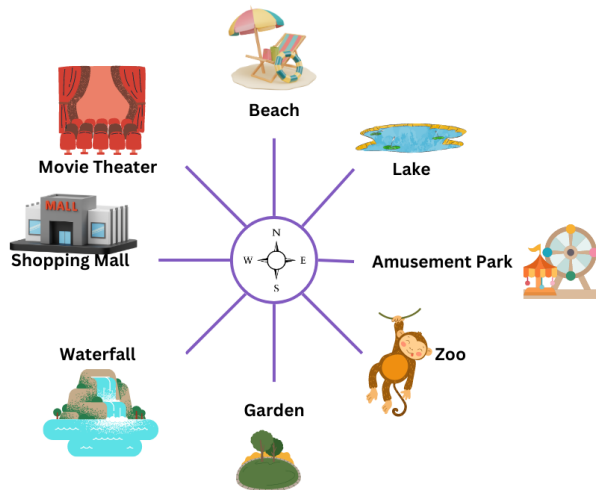 Beach
Movie Theater
Lake
MALL
Shopping Mall
N
W
E
S
Amusement Park
Waterfall
Zoo
Garden